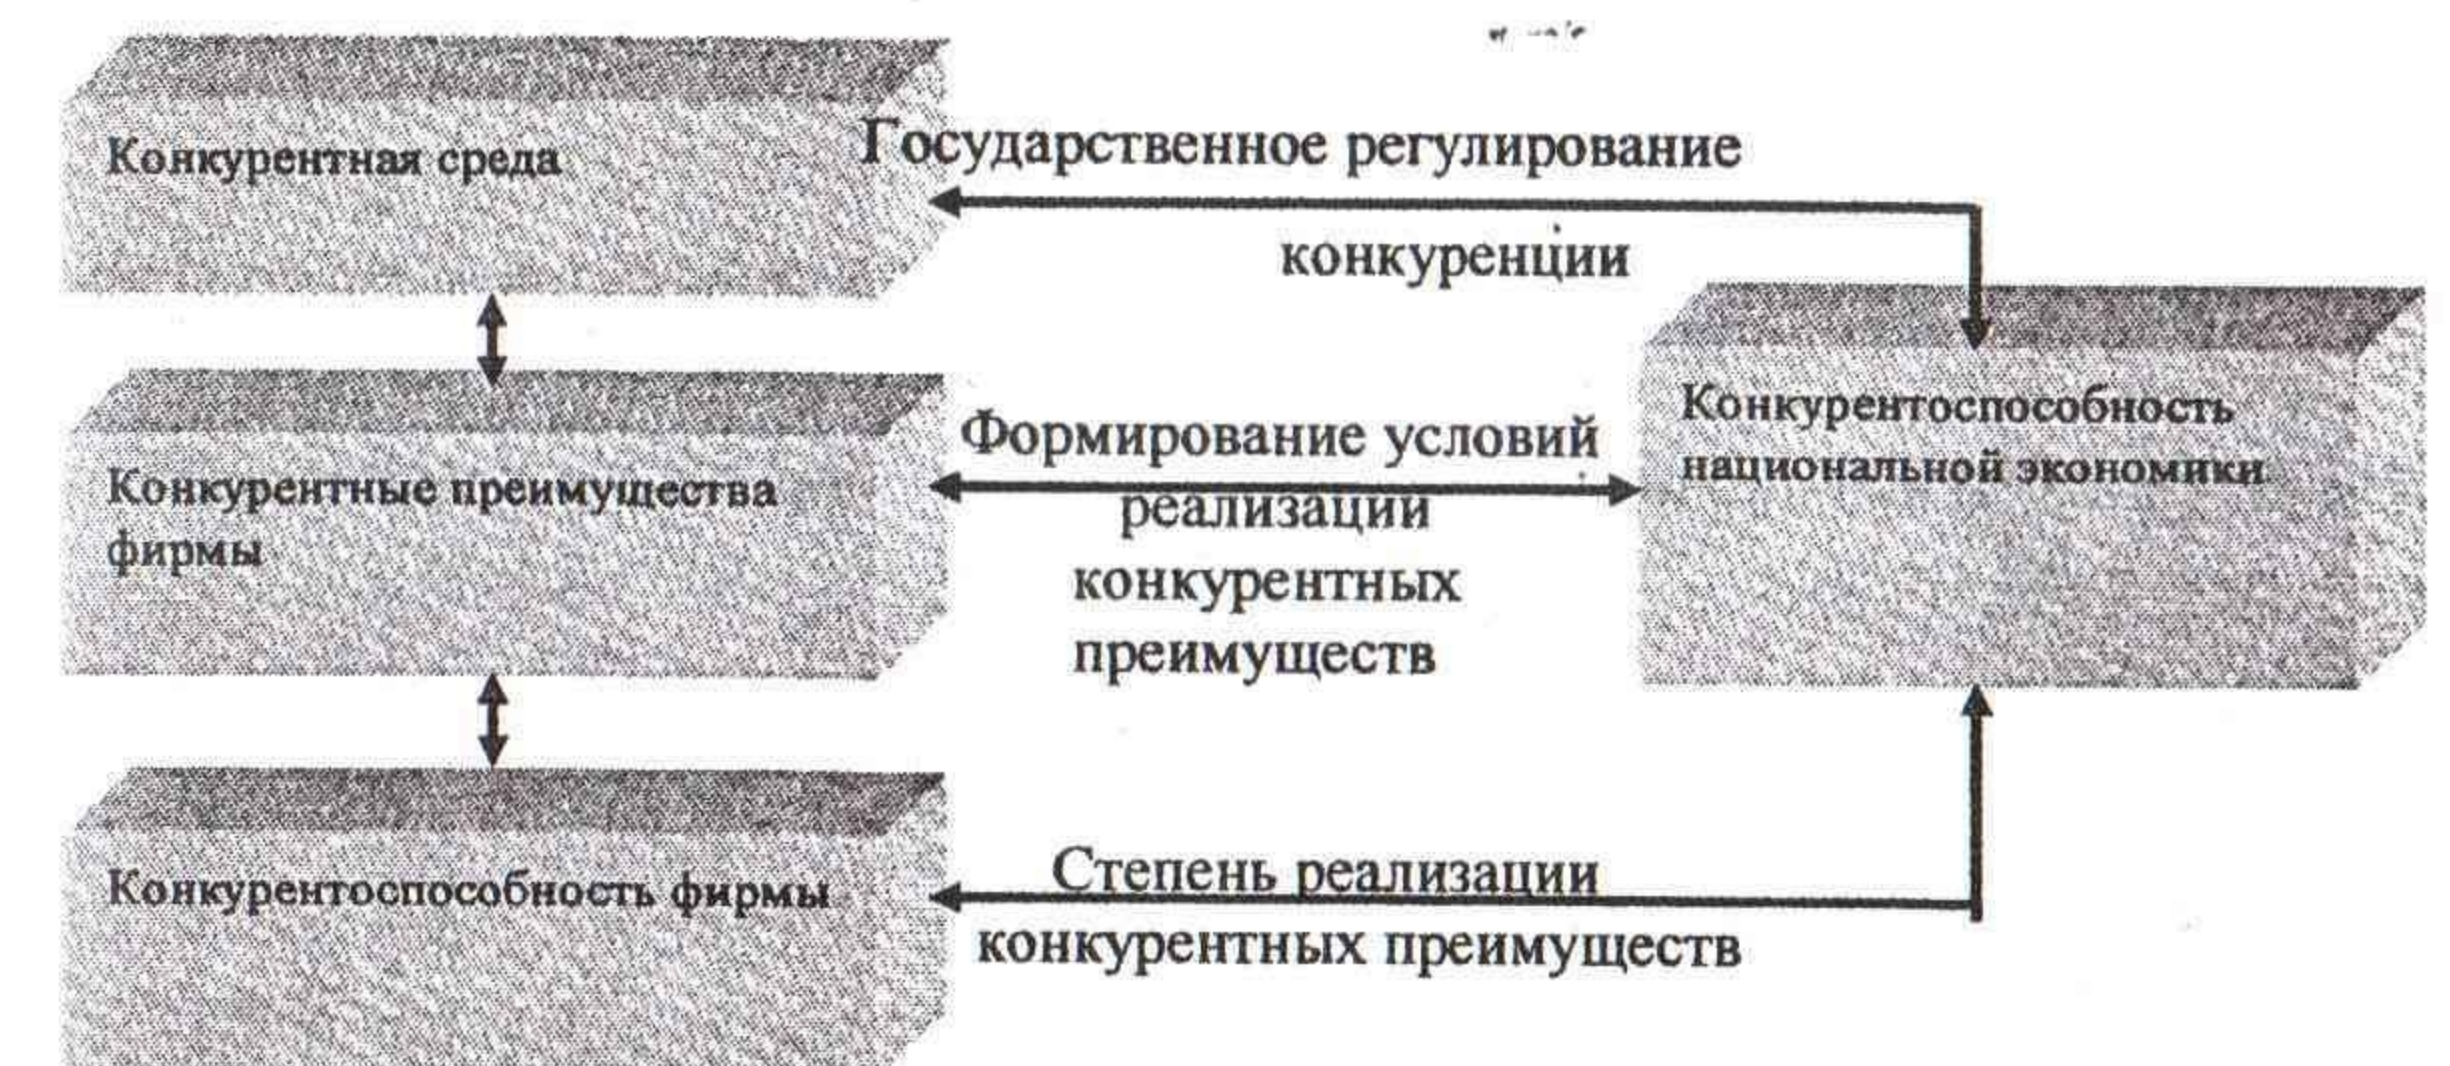 Конкурентная среда
Государственное регулирование
конкуренции
Конкурентные преимущества
фирмы
Формирование условий
реализации
конкурентных
преимуществ
Конкурентоспособность
национальной экономики
Конкурентоспособность фирмы
Степень реализации
конкурентных преимуществ